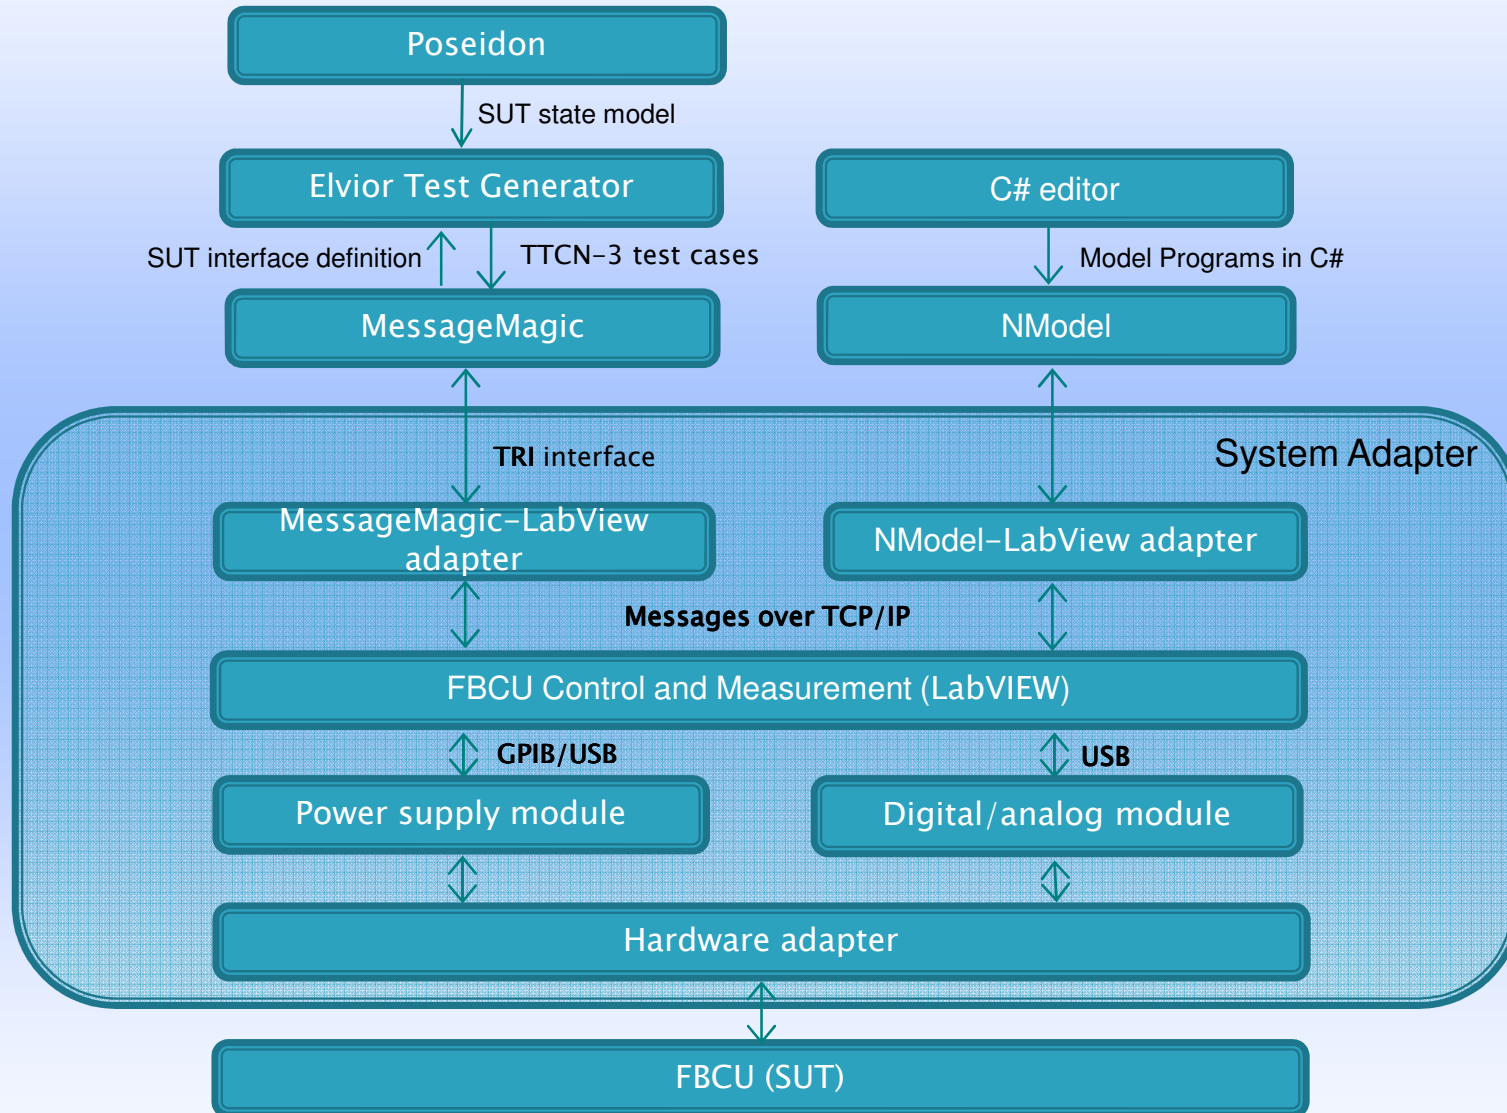 Poseidon
SUT state model
Elvior Test Generator
C# editor
SUT interface definition
TTCN-3 test cases
Model Programs in C#
MessageMagic
NModel
System Adapter
TRI interface
MessageMagic-LabView
adapter
NModel-LabView adapter
Messages over TCP/IP
FBCU Control and Measurement (LabVIEW)
GPIB/USB
USB
Power supply module
Digital/analog module
Hardware adapter
FBCU (SUT)